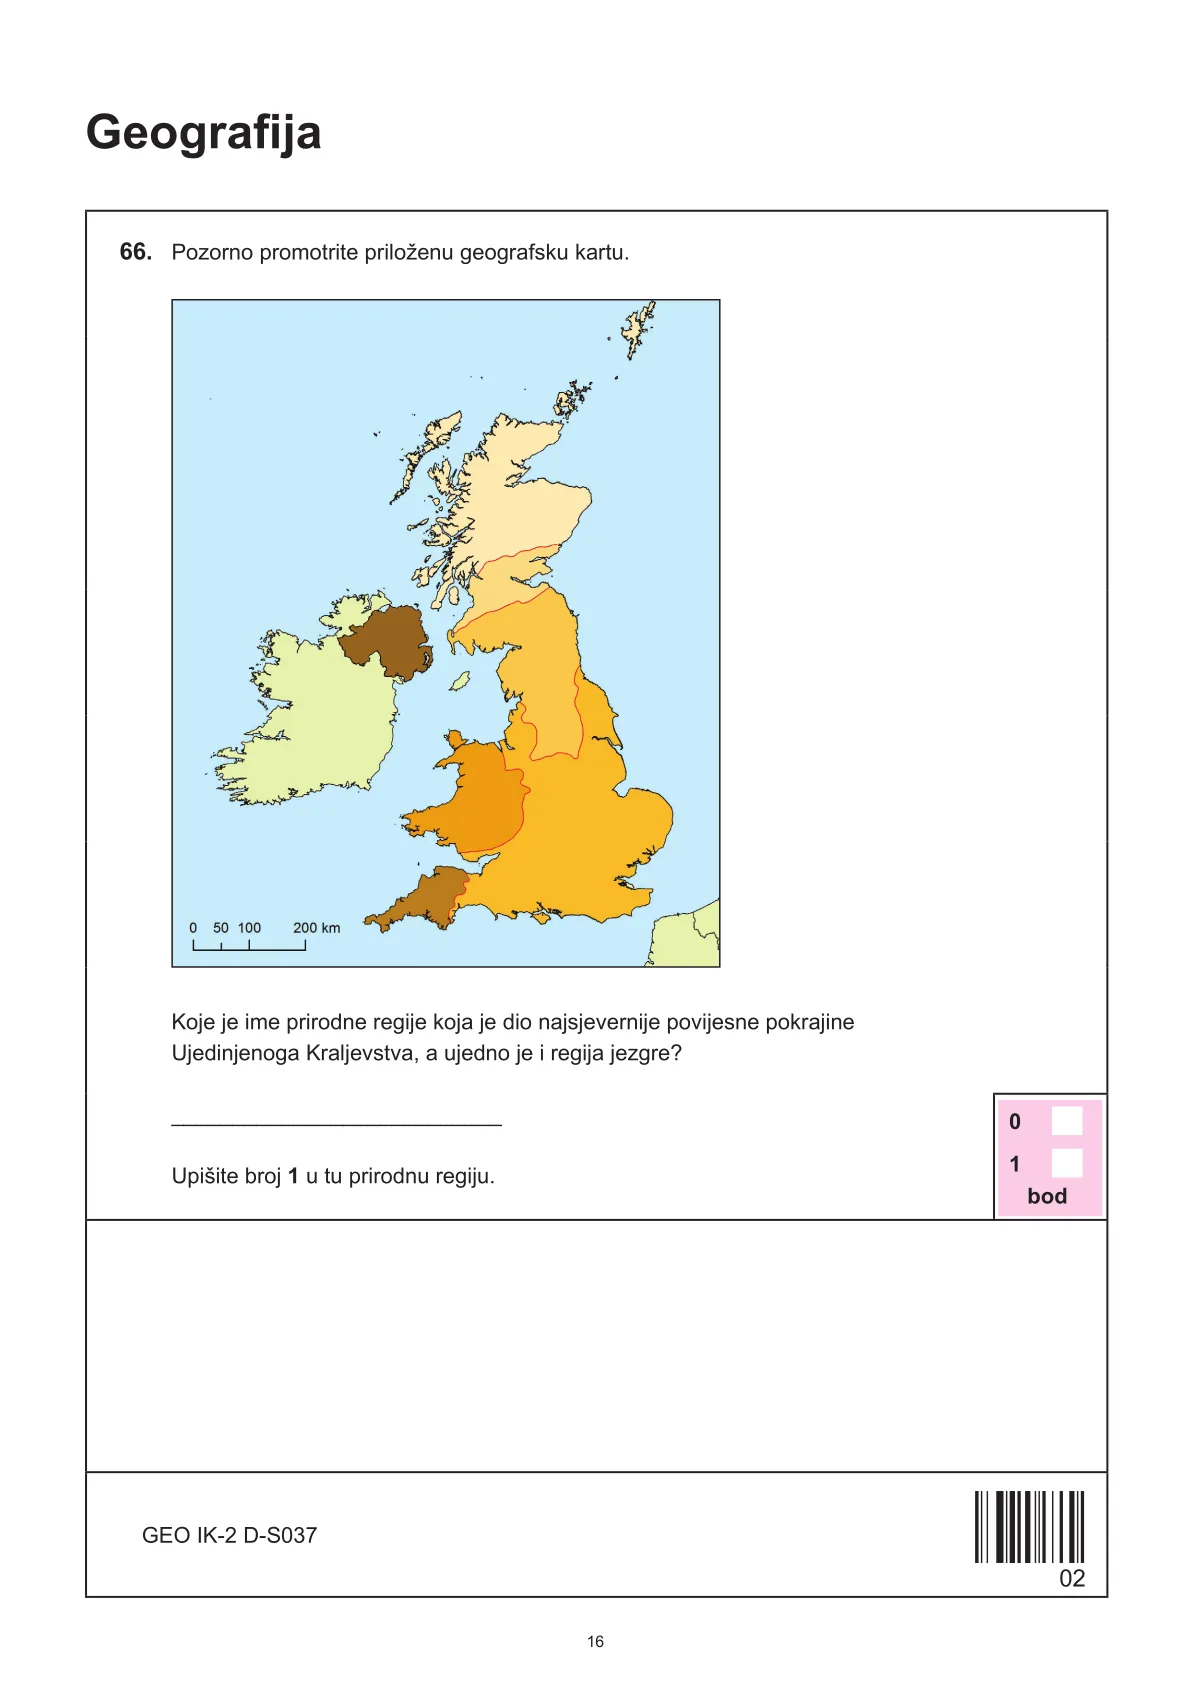 Geografija
66. Pozorno promotrite priloženu geografsku kartu.
0 50 100 200 km
Koje je ime prirodne regije koja je dio najsjevernije povijesne pokrajine
Ujedinjenoga Kraljevstva, a ujedno je i regija jezgre?
0
1
bod
Upišite broj 1 u tu prirodnu regiju.
GEO IK-2 D-S037
02
16